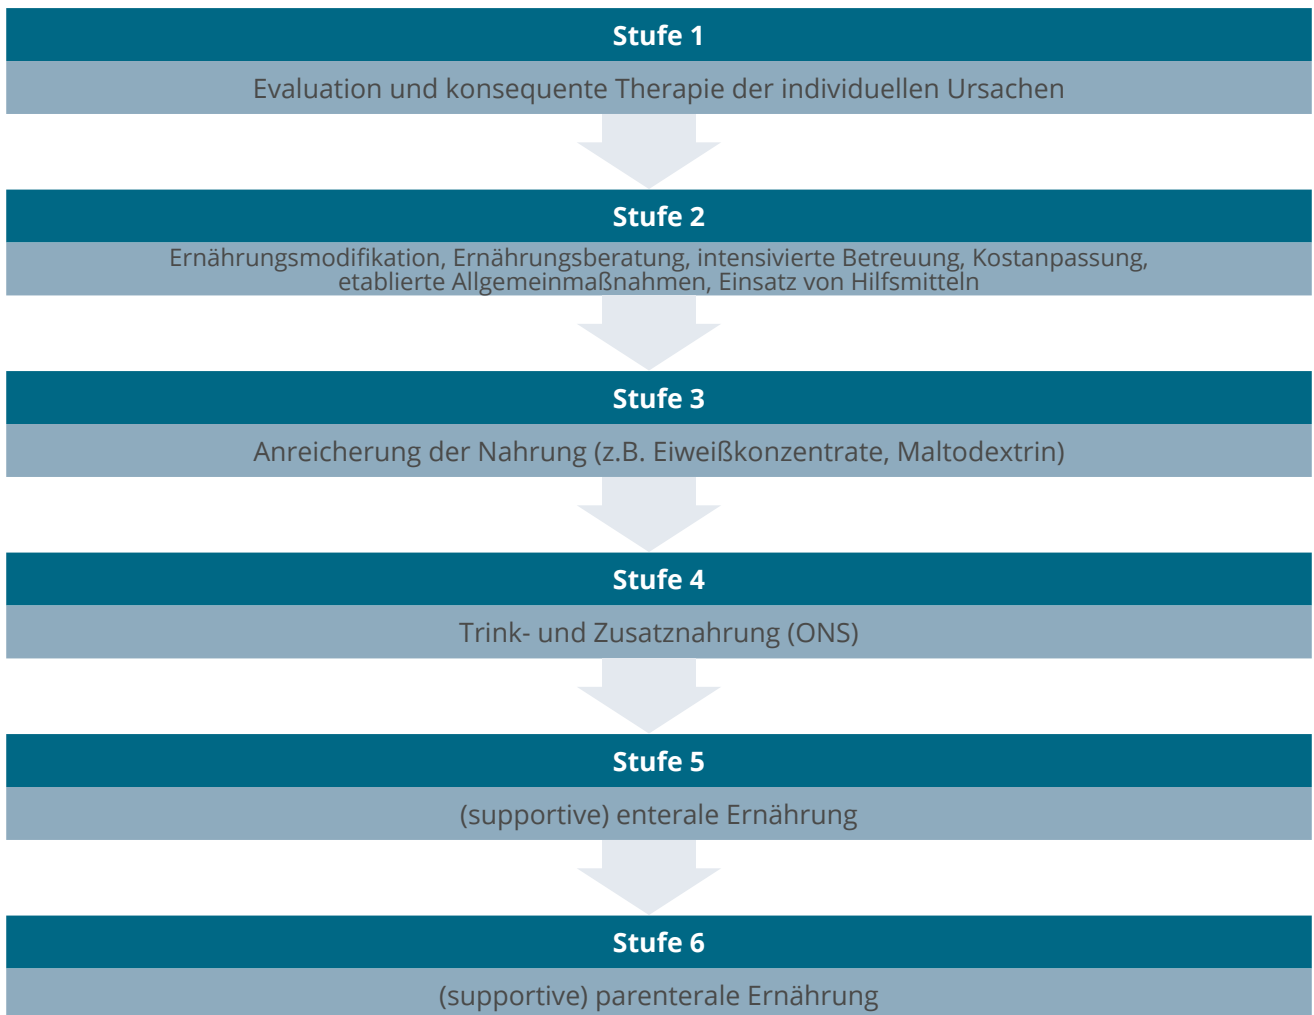 Stufe 1
Evaluation und konsequente Therapie der individuellen Ursachen
Stufe 2
Ernährungsmodifikation, Ernährungsberatung, intensivierte Betreuung, Kostanpassung,
etablierte Allgemeinmaßnahmen, Einsatz von Hilfsmitteln
Stufe 3
Anreicherung der Nahrung (z.B. Eiweißkonzentrate, Maltodextrin)
Stufe 4
Trink- und Zusatznahrung (ONS)
Stufe 5
(supportive) enterale Ernährung
Stufe 6
(supportive) parenterale Ernährung